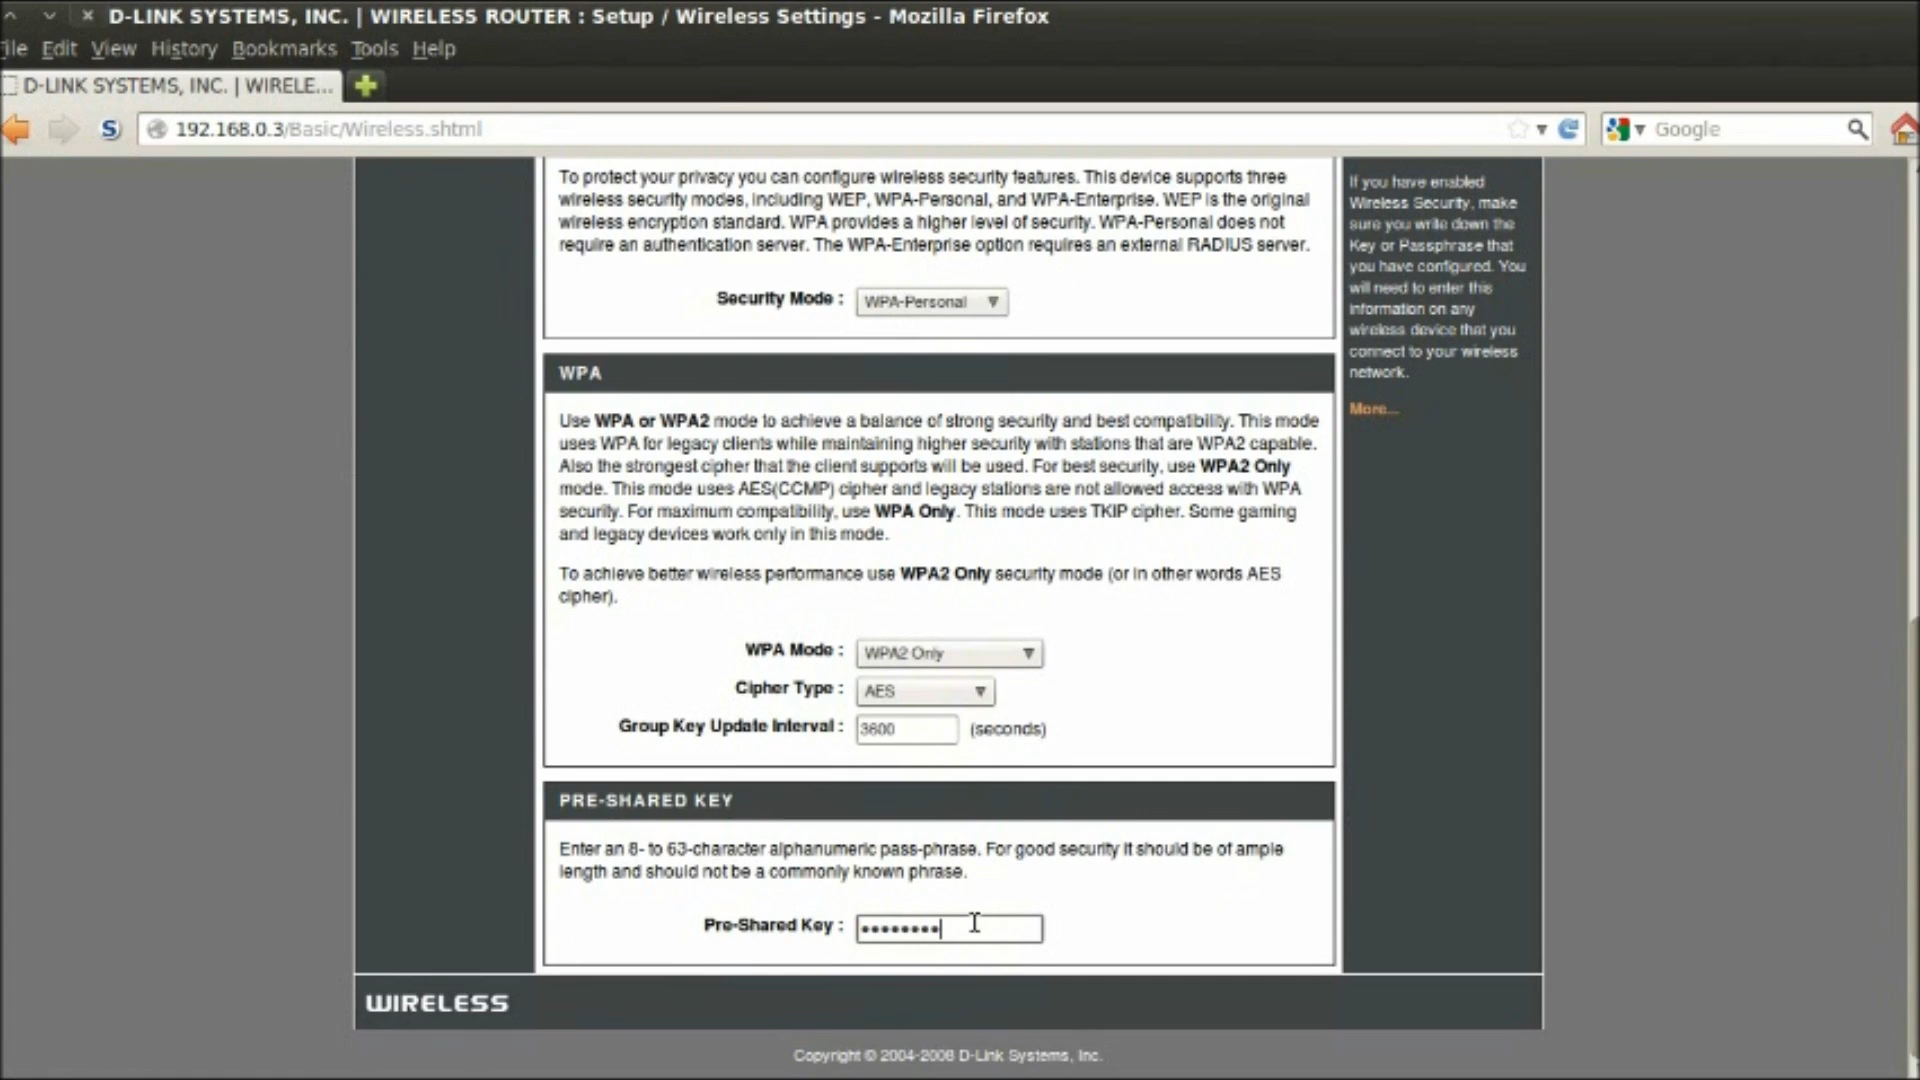 D-LINK SYSTEMS, INC. | WIRELESS ROUTER : Setup / Wireless Settings - Mozilla Firefox
File Edit View History Bookmarks Tools Help
D-LINK SYSTEMS, INC. | WIRELE...
192.168.0.3/Basic/Wireless.shtml
Google
To protect your privacy you can configure wireless security features. This device supports three
wireless security modes, including WEP, WPA-Personal, and WPA-Enterprise. WEP is the original
wireless encryption standard. WPA provides a higher level of security. WPA-Personal does not
require an authentication server. The WPA-Enterprise option requires an external RADIUS server.
Security Mode : WPA-Personal
WPA
Use WPA or WPA2 mode to achieve a balance of strong security and best compatibility. This mode
uses WPA for legacy clients while maintaining higher security with stations that are WPA2 capable.
Also the strongest cipher that the client supports will be used. For best security, use WPA2 Only
mode. This mode uses AES(CCMP) cipher and legacy stations are not allowed access with WPA
security. For maximum compatibility, use WPA Only. This mode uses TKIP cipher. Some gaming
and legacy devices work only in this mode.
To achieve better wireless performance use WPA2 Only security mode (or in other words AES
cipher).
WPA Mode : WPA2 Only
Cipher Type : AES
Group Key Update Interval : 3600 (seconds)
PRE-SHARED KEY
Enter an 8- to 63-character alphanumeric pass-phrase. For good security it should be of ample
length and should not be a commonly known phrase.
Pre-Shared Key : ••••••••
If you have enabled
Wireless Security, make
sure you write down the
Key or Passphrase that
you have configured. You
will need to enter this
information on any
wireless device that you
connect to your wireless
network.
More...
WIRELESS
Copyright © 2004-2008 D-Link Systems, Inc.